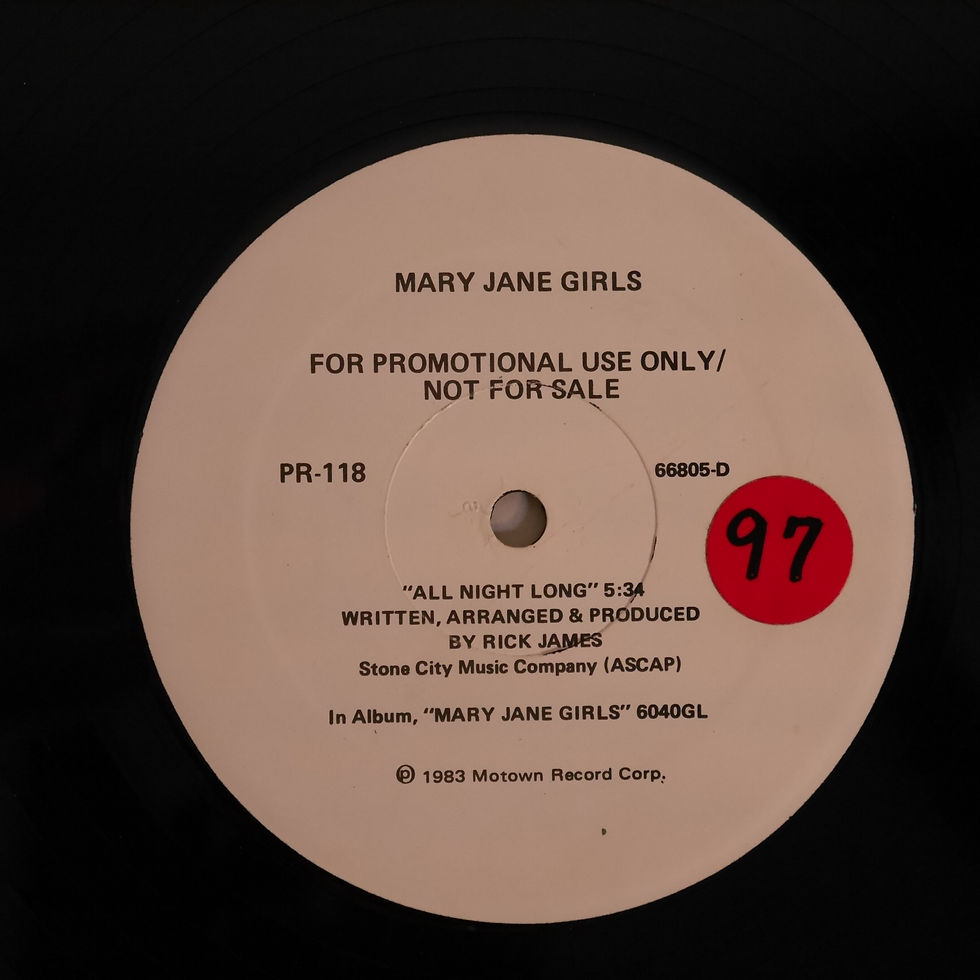 MARY JANE GIRLS
FOR PROMOTIONAL USE ONLY/
NOT FOR SALE
PR-118
66805-D
97
"ALL NIGHT LONG" 5:34
WRITTEN, ARRANGED & PRODUCED
BY RICK JAMES
Stone City Music Company (ASCAP)
In Album, "MARY JANE GIRLS" 6040GL
℗ 1983 Motown Record Corp.